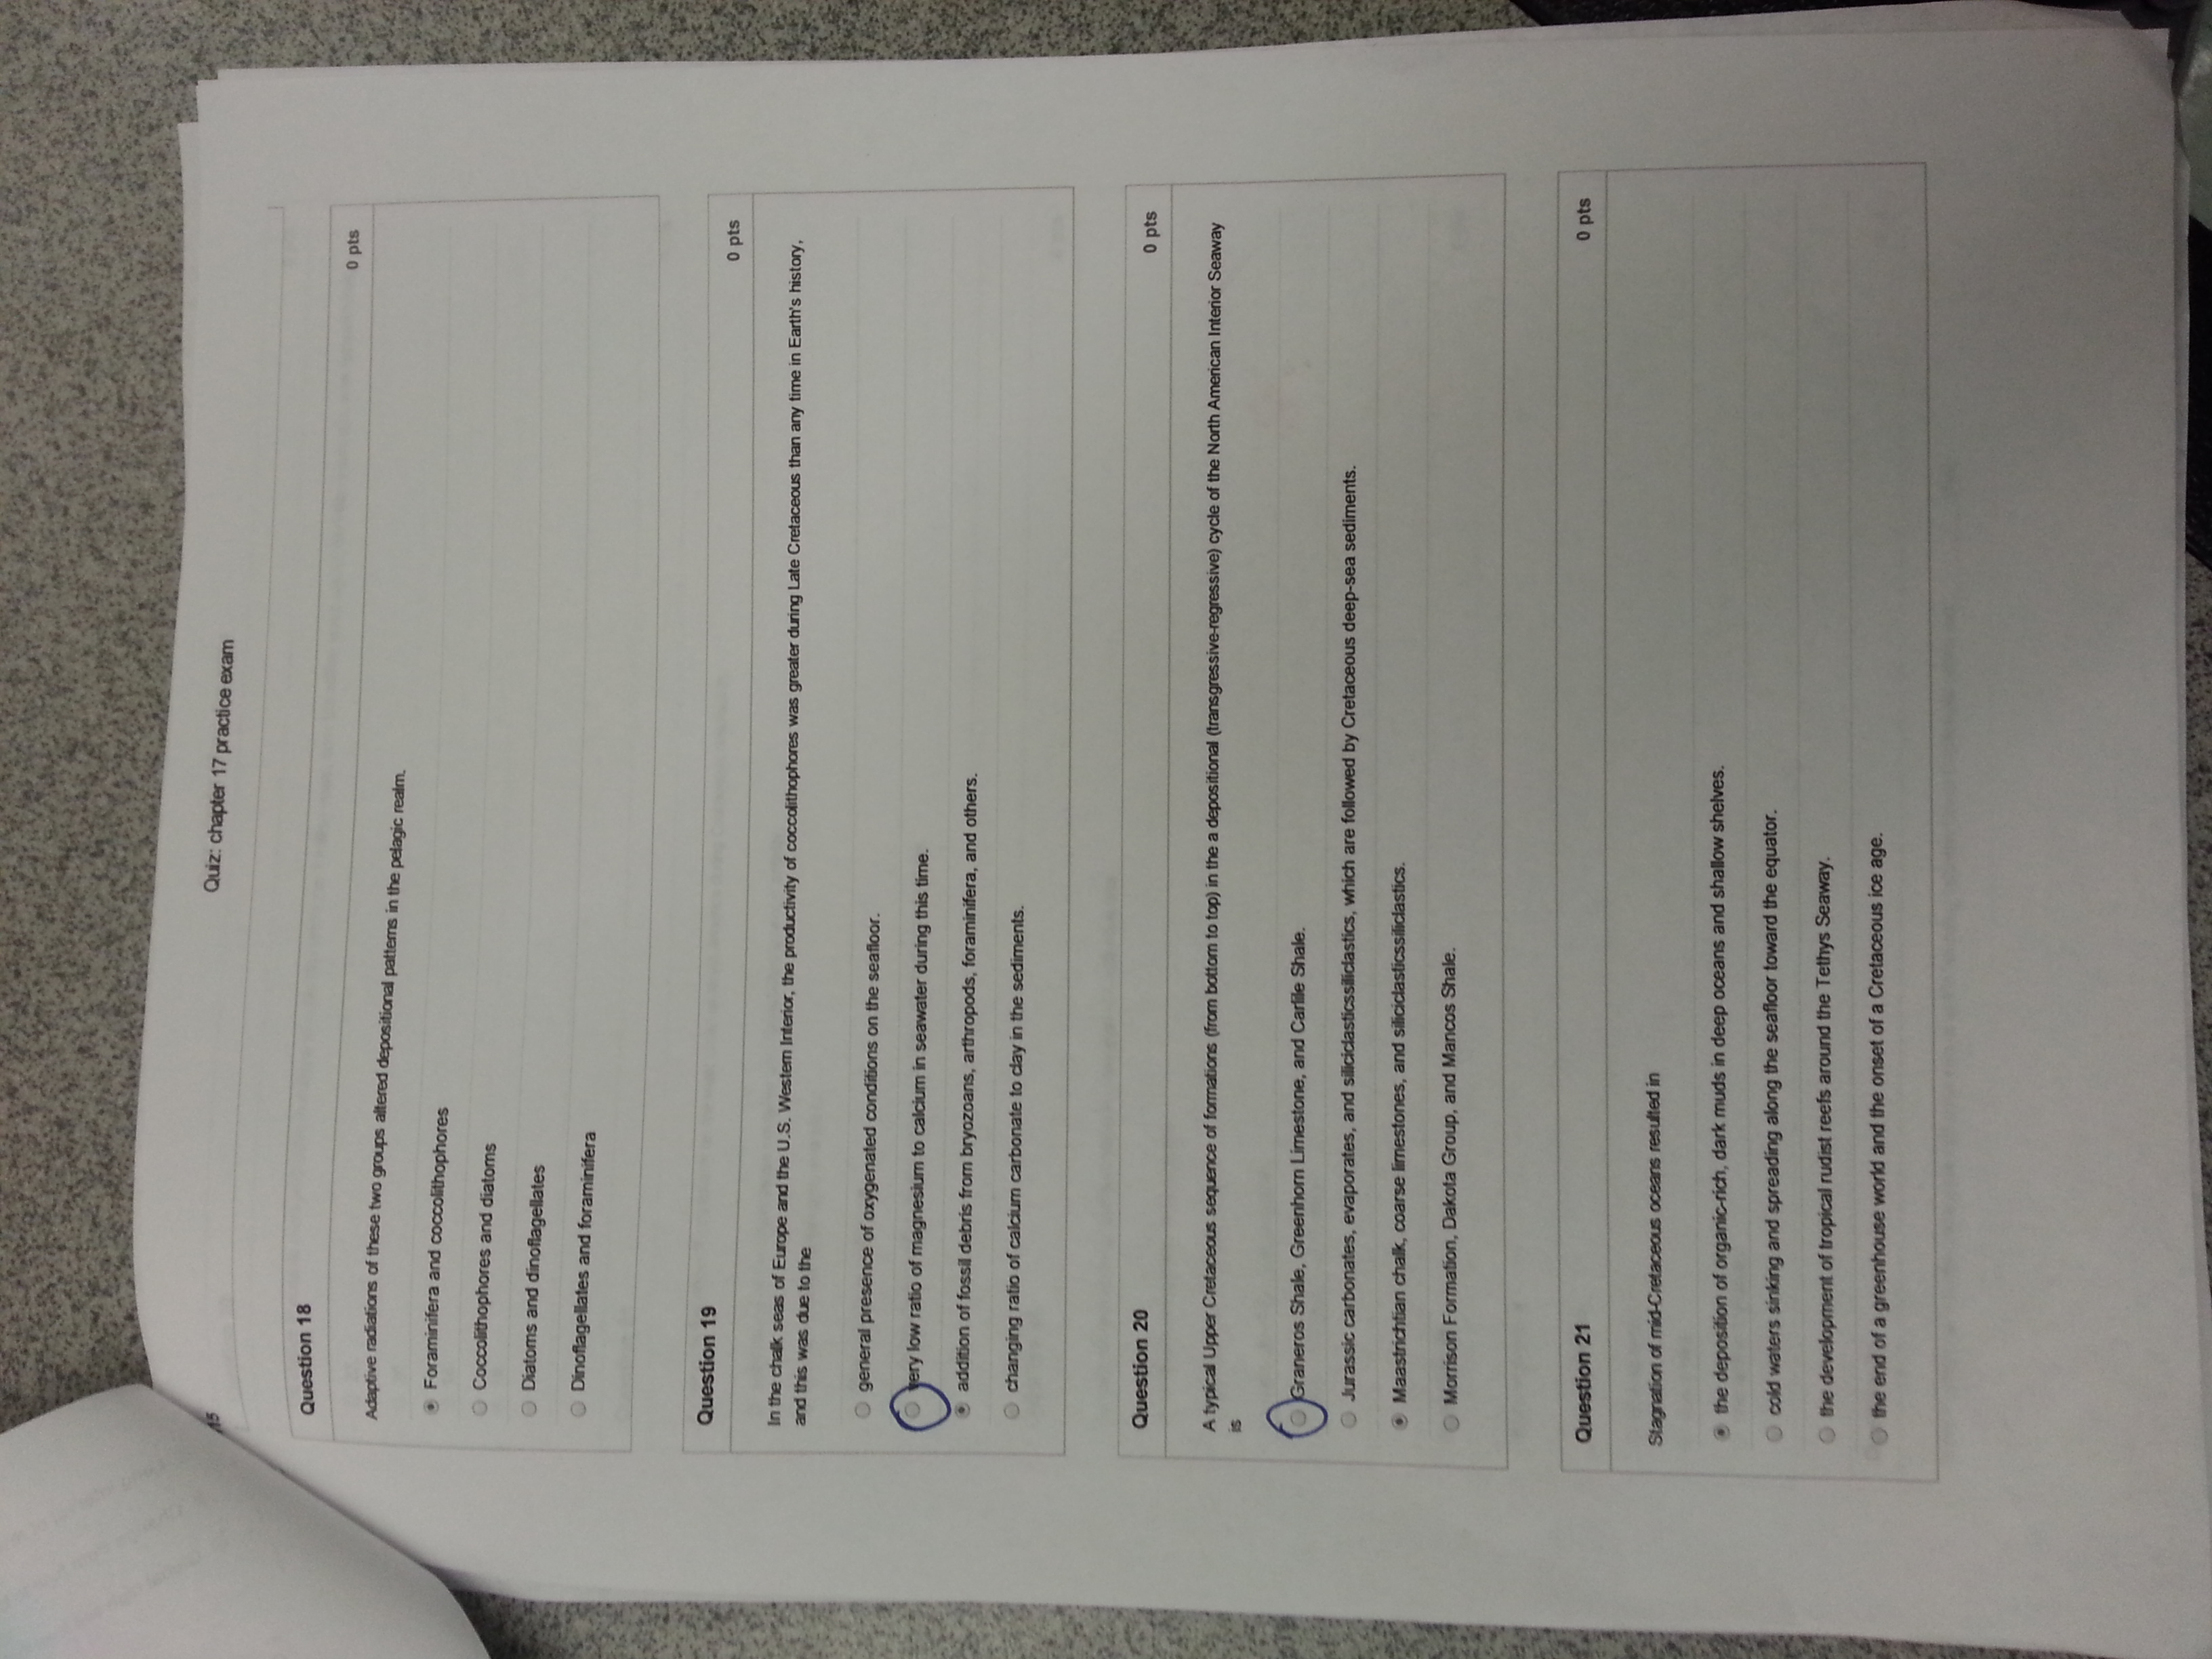 15
Quiz: chapter 17 practice exam
Question 18
0 pts
Adaptive radiations of these two groups altered depositional patterns in the pelagic realm.
Foraminifera and coccolithophores
Coccolithophores and diatoms
Diatoms and dinoflagellates
Dinoflagellates and foraminifera
Question 19
0 pts
In the chalk seas of Europe and the U.S. Western Interior, the productivity of coccolithophores was greater during Late Cretaceous than any time in Earth's history,
and this was due to the
general presence of oxygenated conditions on the seafloor.
very low ratio of magnesium to calcium in seawater during this time.
addition of fossil debris from bryozoans, arthropods, foraminifera, and others.
changing ratio of calcium carbonate to clay in the sediments.
Question 20
0 pts
A typical Upper Cretaceous sequence of formations (from bottom to top) in the a depositional (transgressive-regressive) cycle of the North American Interior Seaway
is
Graneros Shale, Greenhorn Limestone, and Carlile Shale.
Jurassic carbonates, evaporates, and siliciclasticssiliclastics, which are followed by Cretaceous deep-sea sediments.
Maastrichtian chalk, coarse limestones, and siliciclasticssiliclastics.
Morrison Formation, Dakota Group, and Mancos Shale.
Question 21
0 pts
Stagnation of mid-Cretaceous oceans resulted in
the deposition of organic-rich, dark muds in deep oceans and shallow shelves.
cold waters sinking and spreading along the seafloor toward the equator.
the development of tropical rudist reefs around the Tethys Seaway.
the end of a greenhouse world and the onset of a Cretaceous ice age.